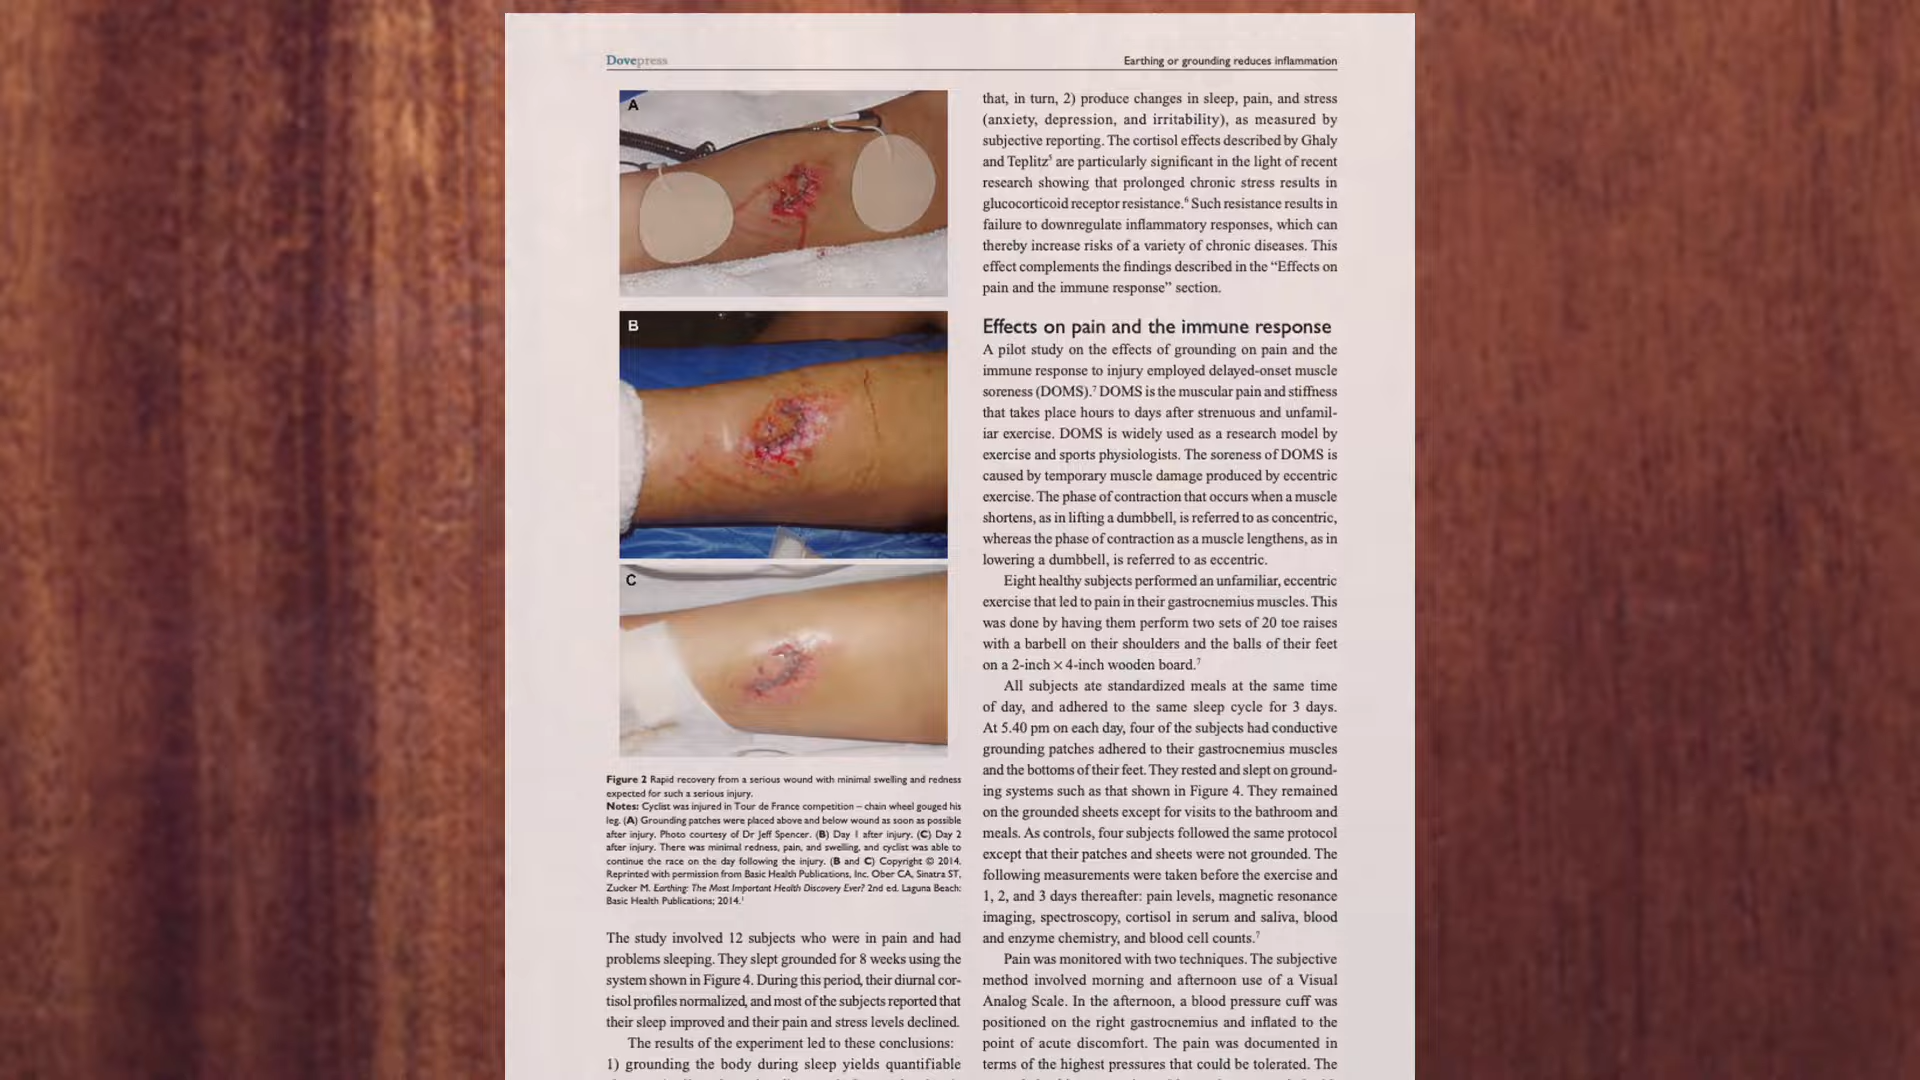 Dovepress
Earthing or grounding reduces inflammation
A
B
C
Figure 2 Rapid recovery from a serious wound with minimal swelling and redness
expected for such a serious injury.
Notes: Cyclist was injured in Tour de France competition – chain wheel gouged his
leg. (A) Grounding patches were placed above and below wound as soon as possible
after injury. Photo courtesy of Dr Jeff Spencer. (B) Day 1 after injury. (C) Day 2
after injury. There was minimal redness, pain, and swelling, and cyclist was able to
continue the race on the day following the injury. (B and C) Copyright © 2014.
Reprinted with permission from Basic Health Publications, Inc. Ober CA, Sinatra ST,
Zucker M. Earthing: The Most Important Health Discovery Ever? 2nd ed. Laguna Beach:
Basic Health Publications; 2014.¹
The study involved 12 subjects who were in pain and had
problems sleeping. They slept grounded for 8 weeks using the
system shown in Figure 4. During this period, their diurnal cor-
tisol profiles normalized, and most of the subjects reported that
their sleep improved and their pain and stress levels declined.
The results of the experiment led to these conclusions:
1) grounding the body during sleep yields quantifiable
that, in turn, 2) produce changes in sleep, pain, and stress
(anxiety, depression, and irritability), as measured by
subjective reporting. The cortisol effects described by Ghaly
and Teplitz⁵ are particularly significant in the light of recent
research showing that prolonged chronic stress results in
glucocorticoid receptor resistance.⁶ Such resistance results in
failure to downregulate inflammatory responses, which can
thereby increase risks of a variety of chronic diseases. This
effect complements the findings described in the “Effects on
pain and the immune response” section.
Effects on pain and the immune response
A pilot study on the effects of grounding on pain and the
immune response to injury employed delayed-onset muscle
soreness (DOMS).⁷ DOMS is the muscular pain and stiffness
that takes place hours to days after strenuous and unfamil-
iar exercise. DOMS is widely used as a research model by
exercise and sports physiologists. The soreness of DOMS is
caused by temporary muscle damage produced by eccentric
exercise. The phase of contraction that occurs when a muscle
shortens, as in lifting a dumbbell, is referred to as concentric,
whereas the phase of contraction as a muscle lengthens, as in
lowering a dumbbell, is referred to as eccentric.
Eight healthy subjects performed an unfamiliar, eccentric
exercise that led to pain in their gastrocnemius muscles. This
was done by having them perform two sets of 20 toe raises
with a barbell on their shoulders and the balls of their feet
on a 2-inch × 4-inch wooden board.⁷
All subjects ate standardized meals at the same time
of day, and adhered to the same sleep cycle for 3 days.
At 5.40 pm on each day, four of the subjects had conductive
grounding patches adhered to their gastrocnemius muscles
and the bottoms of their feet. They rested and slept on ground-
ing systems such as that shown in Figure 4. They remained
on the grounded sheets except for visits to the bathroom and
meals. As controls, four subjects followed the same protocol
except that their patches and sheets were not grounded. The
following measurements were taken before the exercise and
1, 2, and 3 days thereafter: pain levels, magnetic resonance
imaging, spectroscopy, cortisol in serum and saliva, blood
and enzyme chemistry, and blood cell counts.⁷
Pain was monitored with two techniques. The subjective
method involved morning and afternoon use of a Visual
Analog Scale. In the afternoon, a blood pressure cuff was
positioned on the right gastrocnemius and inflated to the
point of acute discomfort. The pain was documented in
terms of the highest pressures that could be tolerated. The